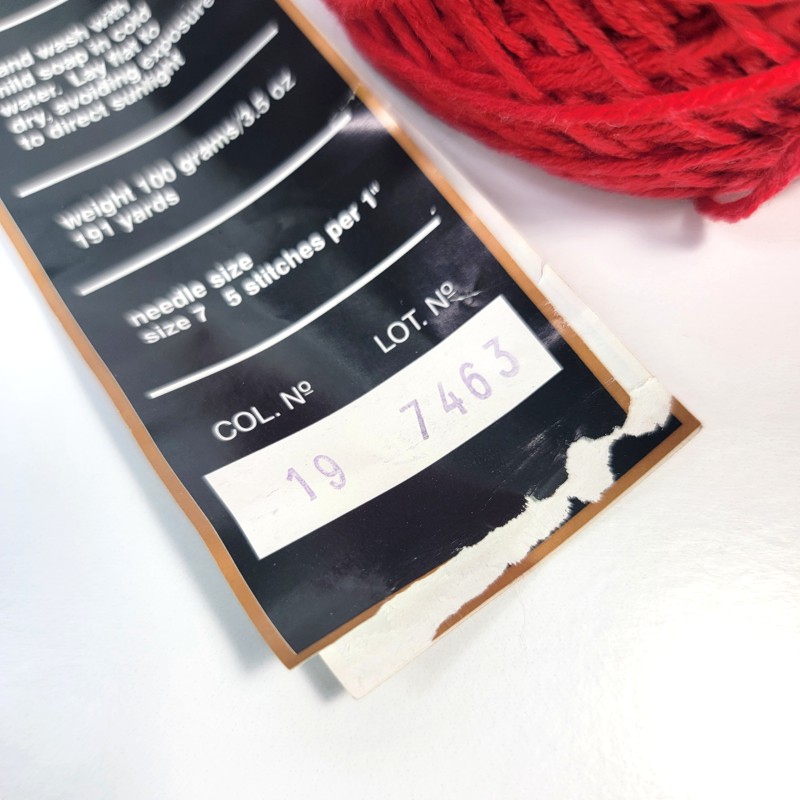 and wash with
mild soap in cold
water. Lay flat to
dry, avoiding exposure
to direct sunlight
weight 100 grams/3.5 oz
191 yards
needle size
size 7 5 stitches per 1"
COL. Nº LOT. Nº
19 7463